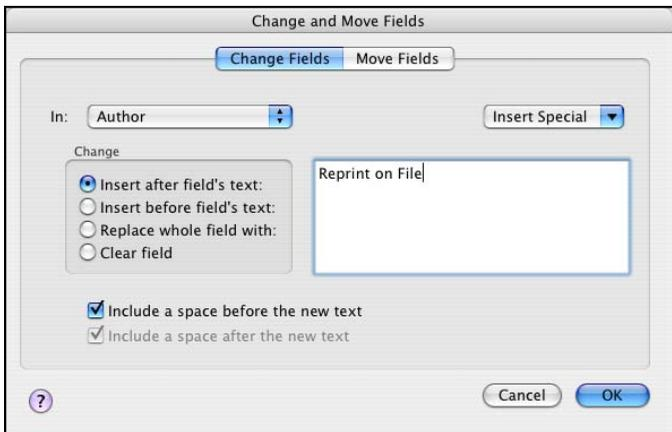 Change and Move Fields
Change Fields Move Fields
In: Author Insert Special
Change
Insert after field's text:
Insert before field's text:
Replace whole field with:
Clear field
Reprint on File
Include a space before the new text
Include a space after the new text
? Cancel OK